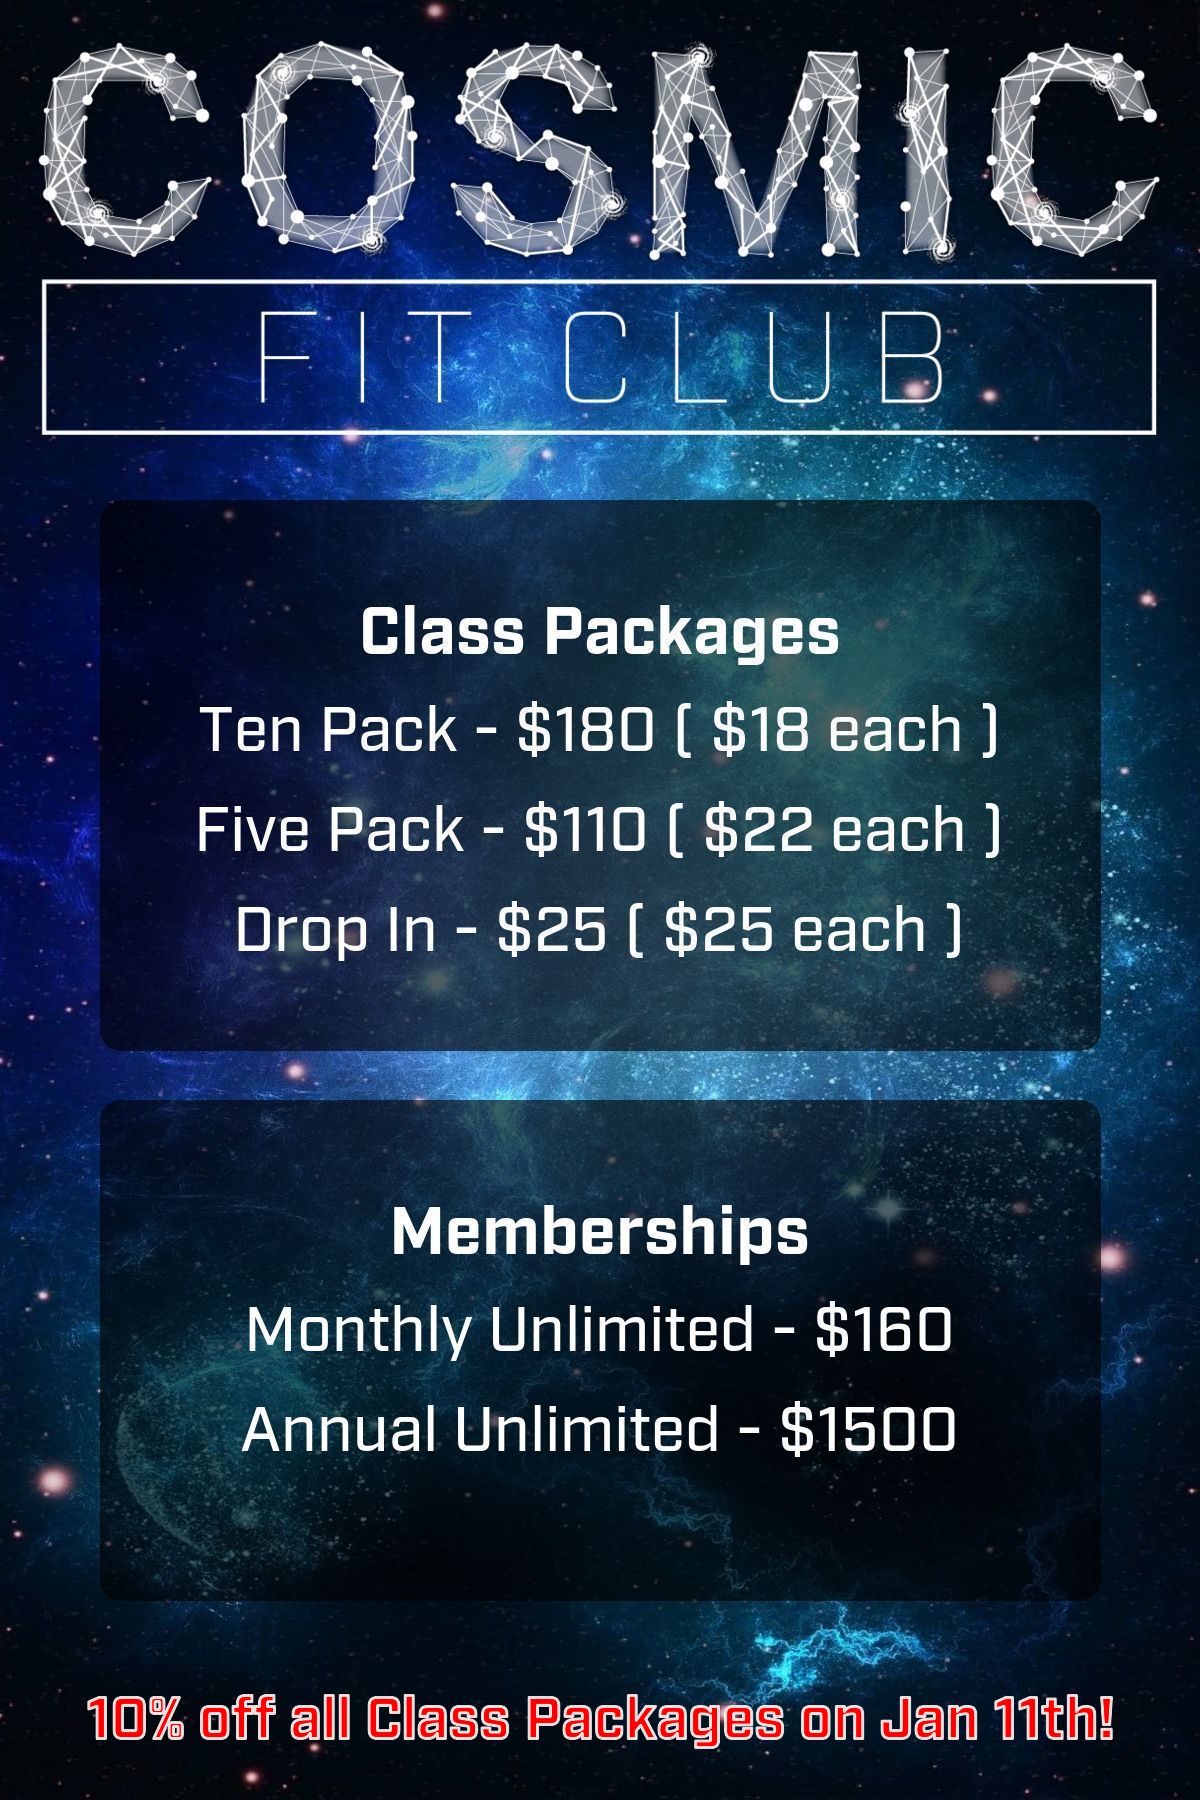 COSMIC
FIT CLUB
Class Packages
Ten Pack - $180 ( $18 each )
Five Pack - $110 ( $22 each )
Drop In - $25 ( $25 each )
Memberships
Monthly Unlimited - $160
Annual Unlimited - $1500
10% off all Class Packages on Jan 11th!